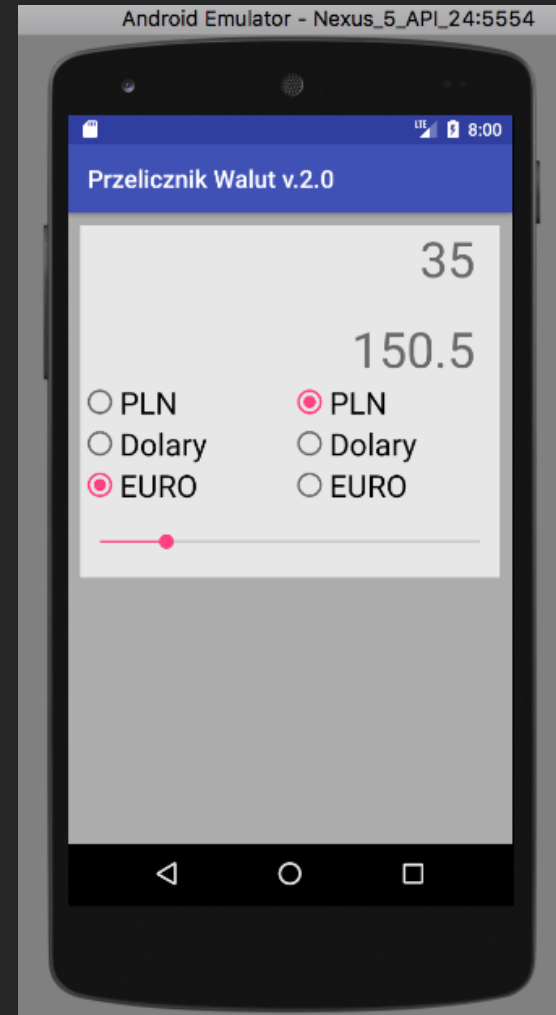 Android Emulator - Nexus_5_API_24:5554
LTE 8:00
Przelicznik Walut v.2.0
35
150.5
PLN PLN
Dolary Dolary
EURO EURO